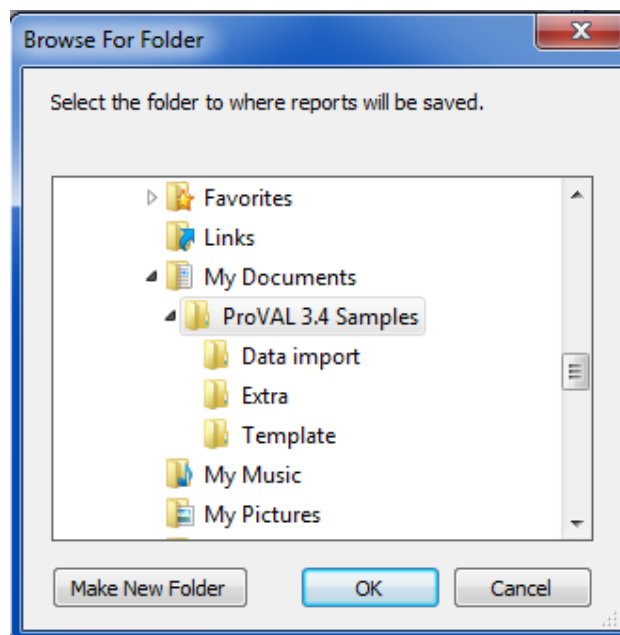 Browse For Folder
Select the folder to where reports will be saved.
Favorites
Links
My Documents
ProVAL 3.4 Samples
Data import
Extra
Template
My Music
My Pictures
Make New Folder
OK
Cancel